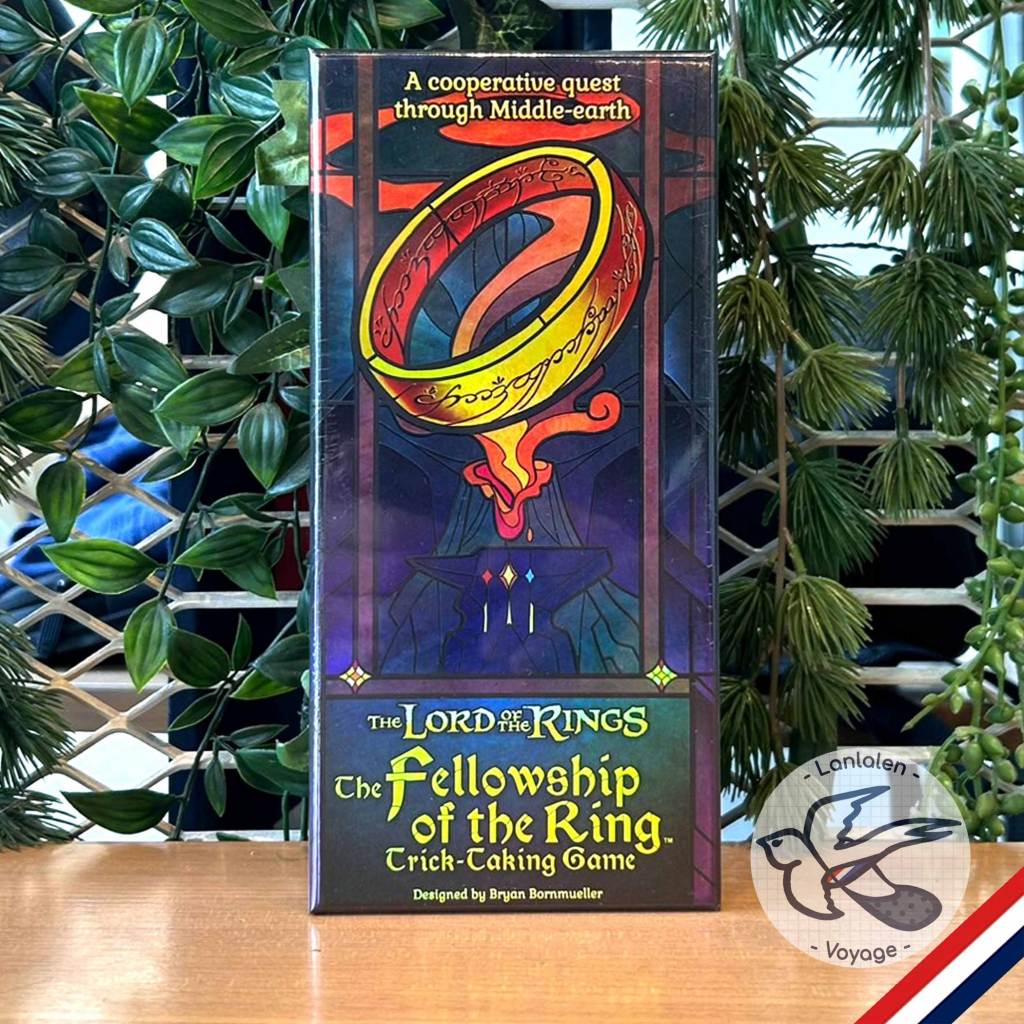 A cooperative quest
through Middle-earth
THE LORD OF THE RINGS
The Fellowship
of the Ring™
Trick-Taking Game
Designed by Bryan Bornmueller
- Lanlalen -
- Voyage -